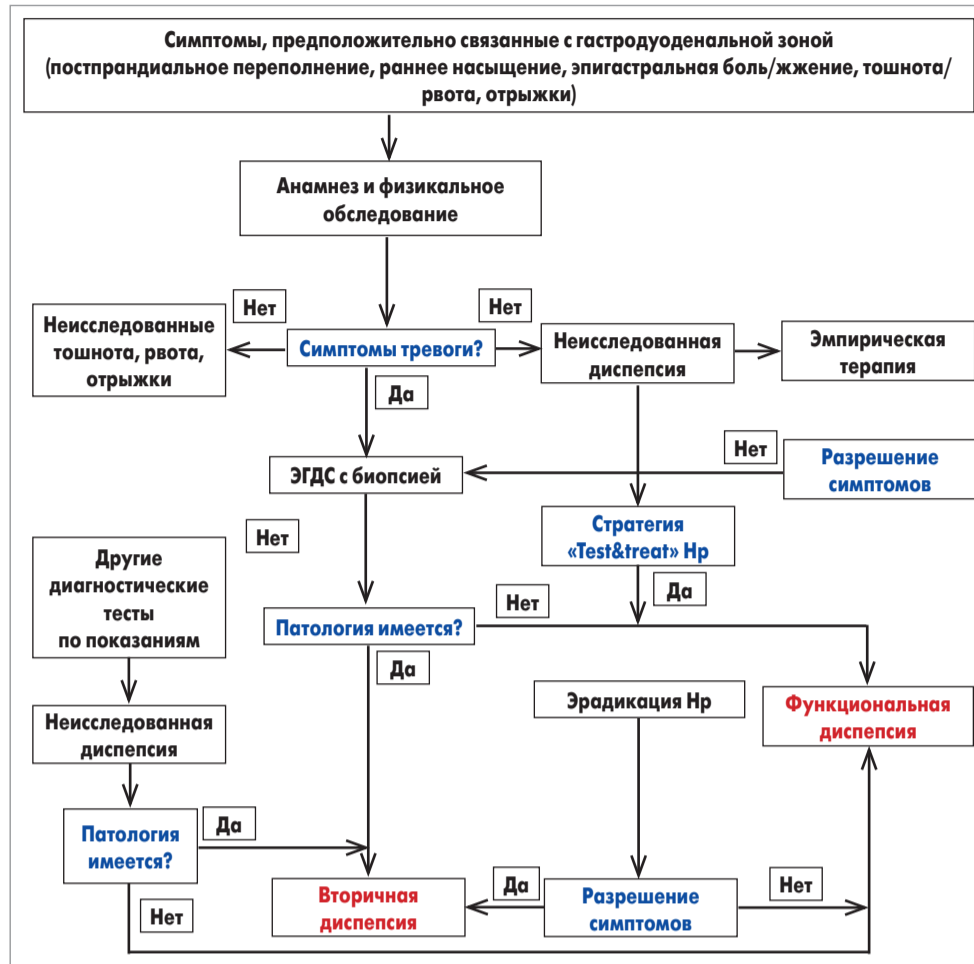 Симптомы, предположительно связанные с гастродуоденальной зоной
(постпрандиальное переполнение, раннее насыщение, эпигастральная боль/жжение, тошнота/
рвота, отрыжки)
Анамнез и физикальное
обследование
Нет
Нет
Неисследованные
тошнота, рвота,
отрыжки
Симптомы тревоги?
Неисследованная
диспепсия
Эмпирическая
терапия
Да
ЭГДС с биопсией
Нет
Разрешение
симптомов
Нет
Стратегия
«Test&treat» Hp
Другие
диагностические
тесты
по показаниям
Патология имеется?
Нет
Да
Да
Неисследованная
диспепсия
Эрадикация Нр
Функциональная
диспепсия
Патология
имеется?
Да
Нет
Вторичная
диспепсия
Да
Разрешение
симптомов
Нет